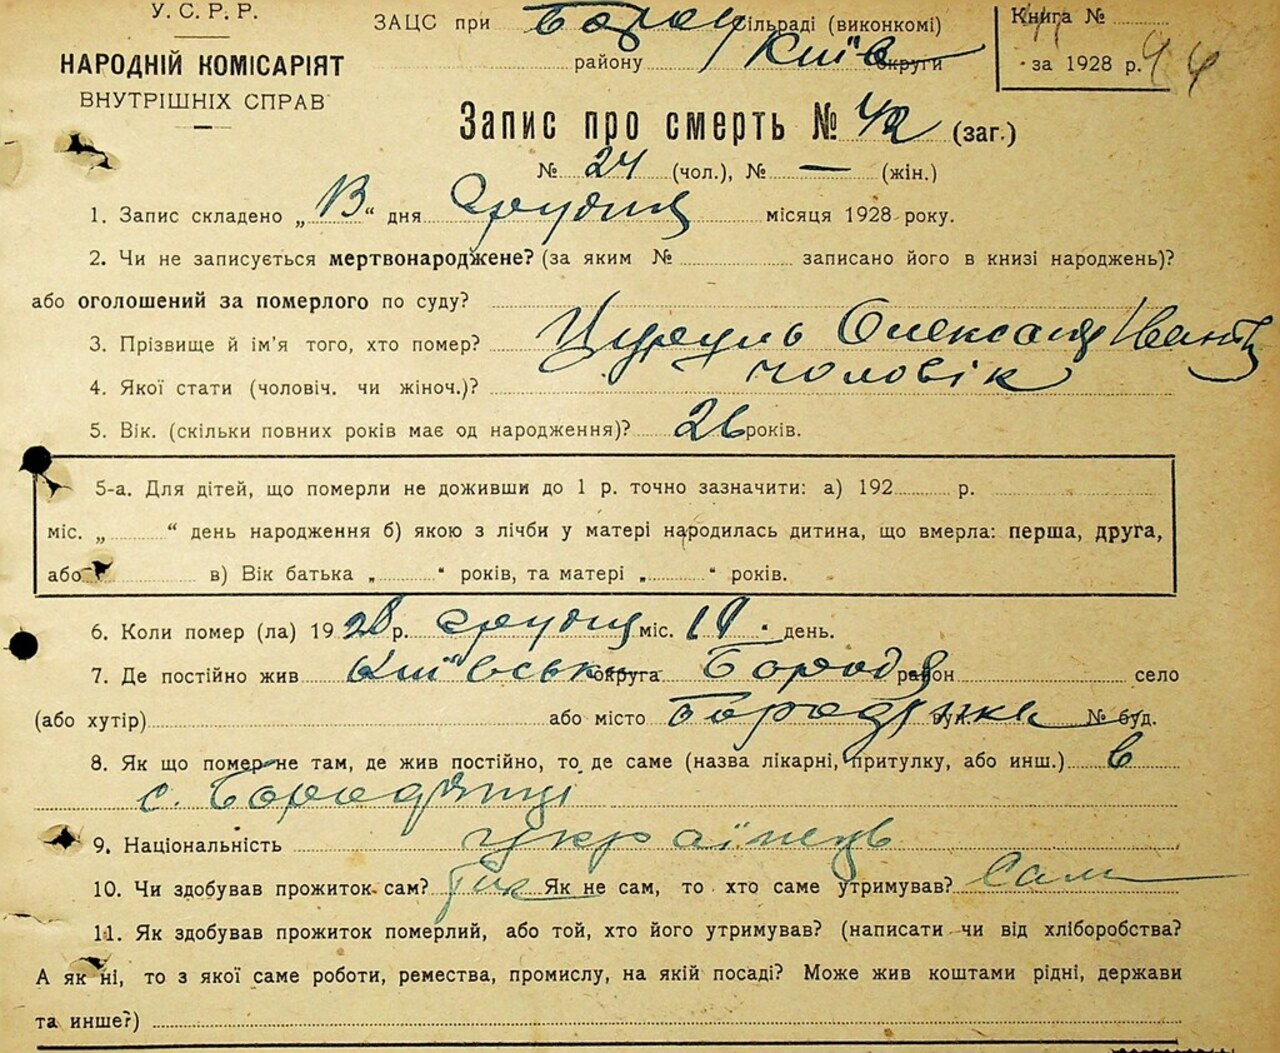 У.С.Р.Р.
НАРОДНІЙ КОМІСАРІЯТ
ВНУТРІШНІХ СПРАВ
ЗАЦС при Бород сільраді (виконкомі)
району Київ округи
Книга №
за 1928 р.
Запис про смерть № 42 (заг.)
№ 24 (чол.), № — (жін.)
1. Запис складено „ 13 “ дня Грудня місяця 1928 року.
2. Чи не записується мертвонароджене? (за яким № записано його в книзі народжень)?
або оголошений за померлого по суду?
3. Прізвище й ім'я того, хто помер? Олександ Іван
4. Якої стати (чоловіч. чи жіноч.)? чоловік
5. Вік. (скільки повних років має од народження)? 26 років.
5-а. Для дітей, що померли не доживши до 1 р. точно зазначити: а) 192 р.
міс. „ “ день народження б) якою з лічби у матері народилась дитина, що вмерла: перша, друга,
або в) Вік батька „ “ років, та матері „ “ років.
6. Коли помер (ла) 1928 р. грудня міс. день.
7. Де постійно жив Київськ округа Бород район село
(або хутір) або місто Бородянка вул. № буд.
8. Як що помер не там, де жив постійно, то де саме (назва лікарні, притулку, або инш.) в
с. Бородянці
9. Національність українець
10. Чи здобував прожиток сам? Так Як не сам, то хто саме утримував? Сам
11. Як здобував прожиток померлий, або той, хто його утримував? (написати чи від хліборобства?
А як ні, то з якої саме роботи, ремества, промислу, на якій посаді? Може жив коштами рідні, держави
та инше?)